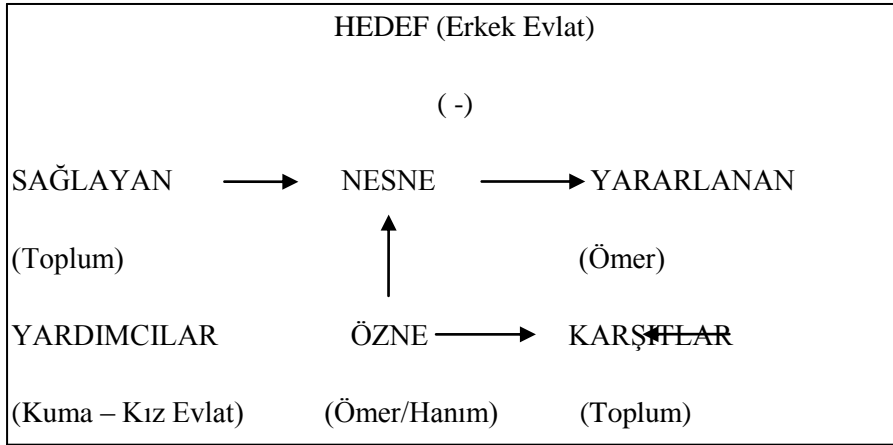 HEDEF (Erkek Evlat)
( -)
SAĞLAYAN NESNE YARARLANAN
(Toplum) (Ömer)
YARDIMCILAR ÖZNE KARŞITLAR
(Kuma – Kız Evlat) (Ömer/Hanım) (Toplum)